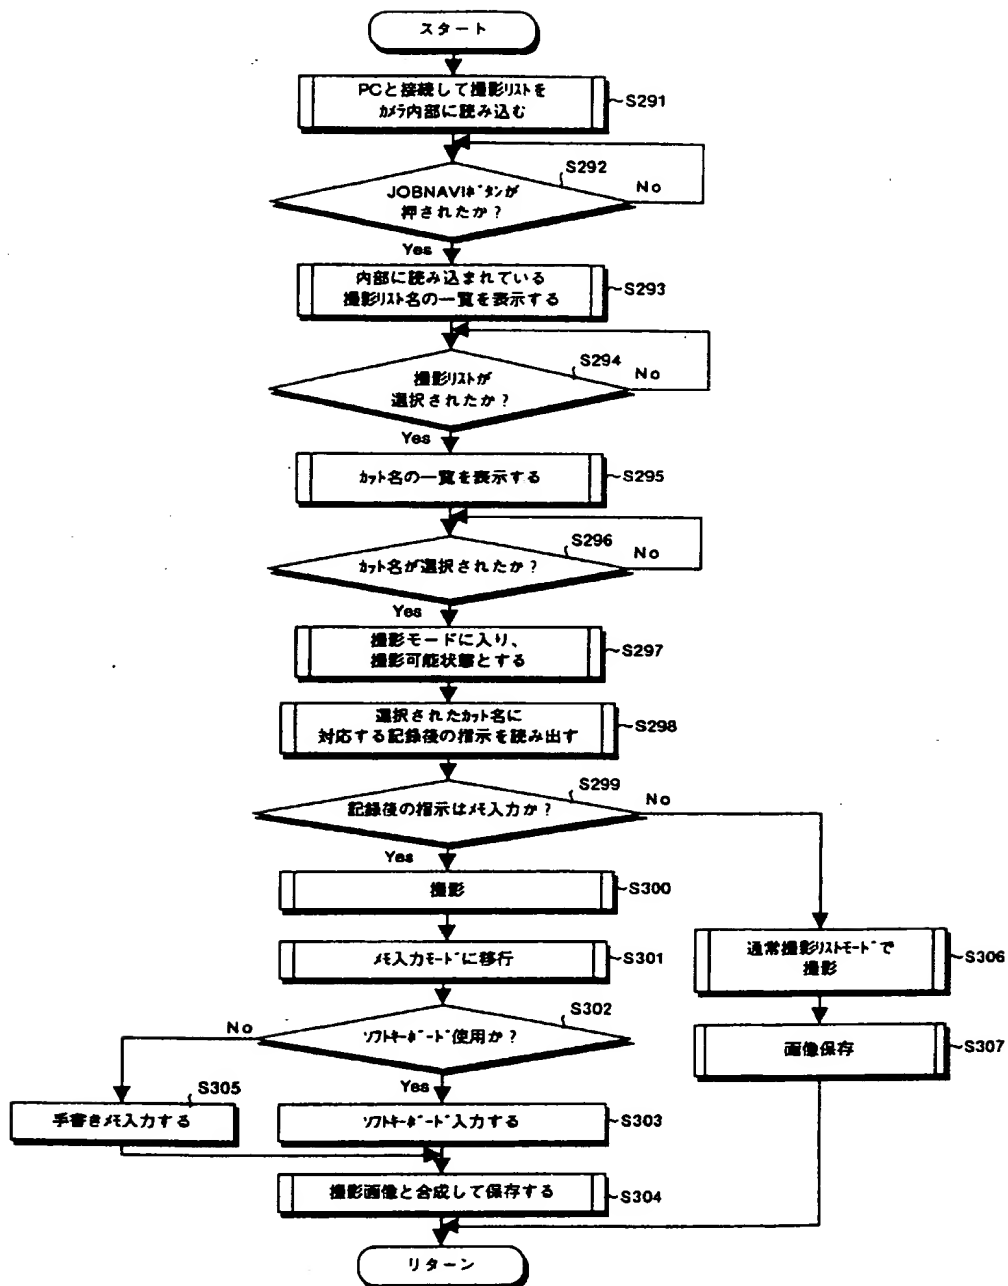 スタート
PCと接続して撮影ﾘｽﾄを
ｶﾒﾗ内部に読み込む
S291
S292
JOBNAVIﾎﾞﾀﾝが
押されたか?
No
Yes
内部に読み込まれている
撮影ﾘｽﾄ名の一覧を表示する
S293
S294
撮影ﾘｽﾄが
選択されたか?
No
Yes
ｶｯﾄ名の一覧を表示する
S295
S296
ｶｯﾄ名が選択されたか?
No
Yes
撮影モードに入り、
撮影可能状態とする
S297
選択されたｶｯﾄ名に
対応する記録後の指示を読み出す
S298
S299
記録後の指示はﾒﾓ入力か?
No
Yes
撮影
S300
ﾒﾓ入力ﾓｰﾄﾞに移行
S301
通常撮影ﾘｽﾄﾓｰﾄﾞで
撮影
S306
S302
ｿﾌﾄｷｰﾎﾞｰﾄﾞ使用か?
No
Yes
画像保存
S307
S305
手書きﾒﾓ入力する
ｿﾌﾄｷｰﾎﾞｰﾄﾞ入力する
S303
撮影画像と合成して保存する
S304
リターン